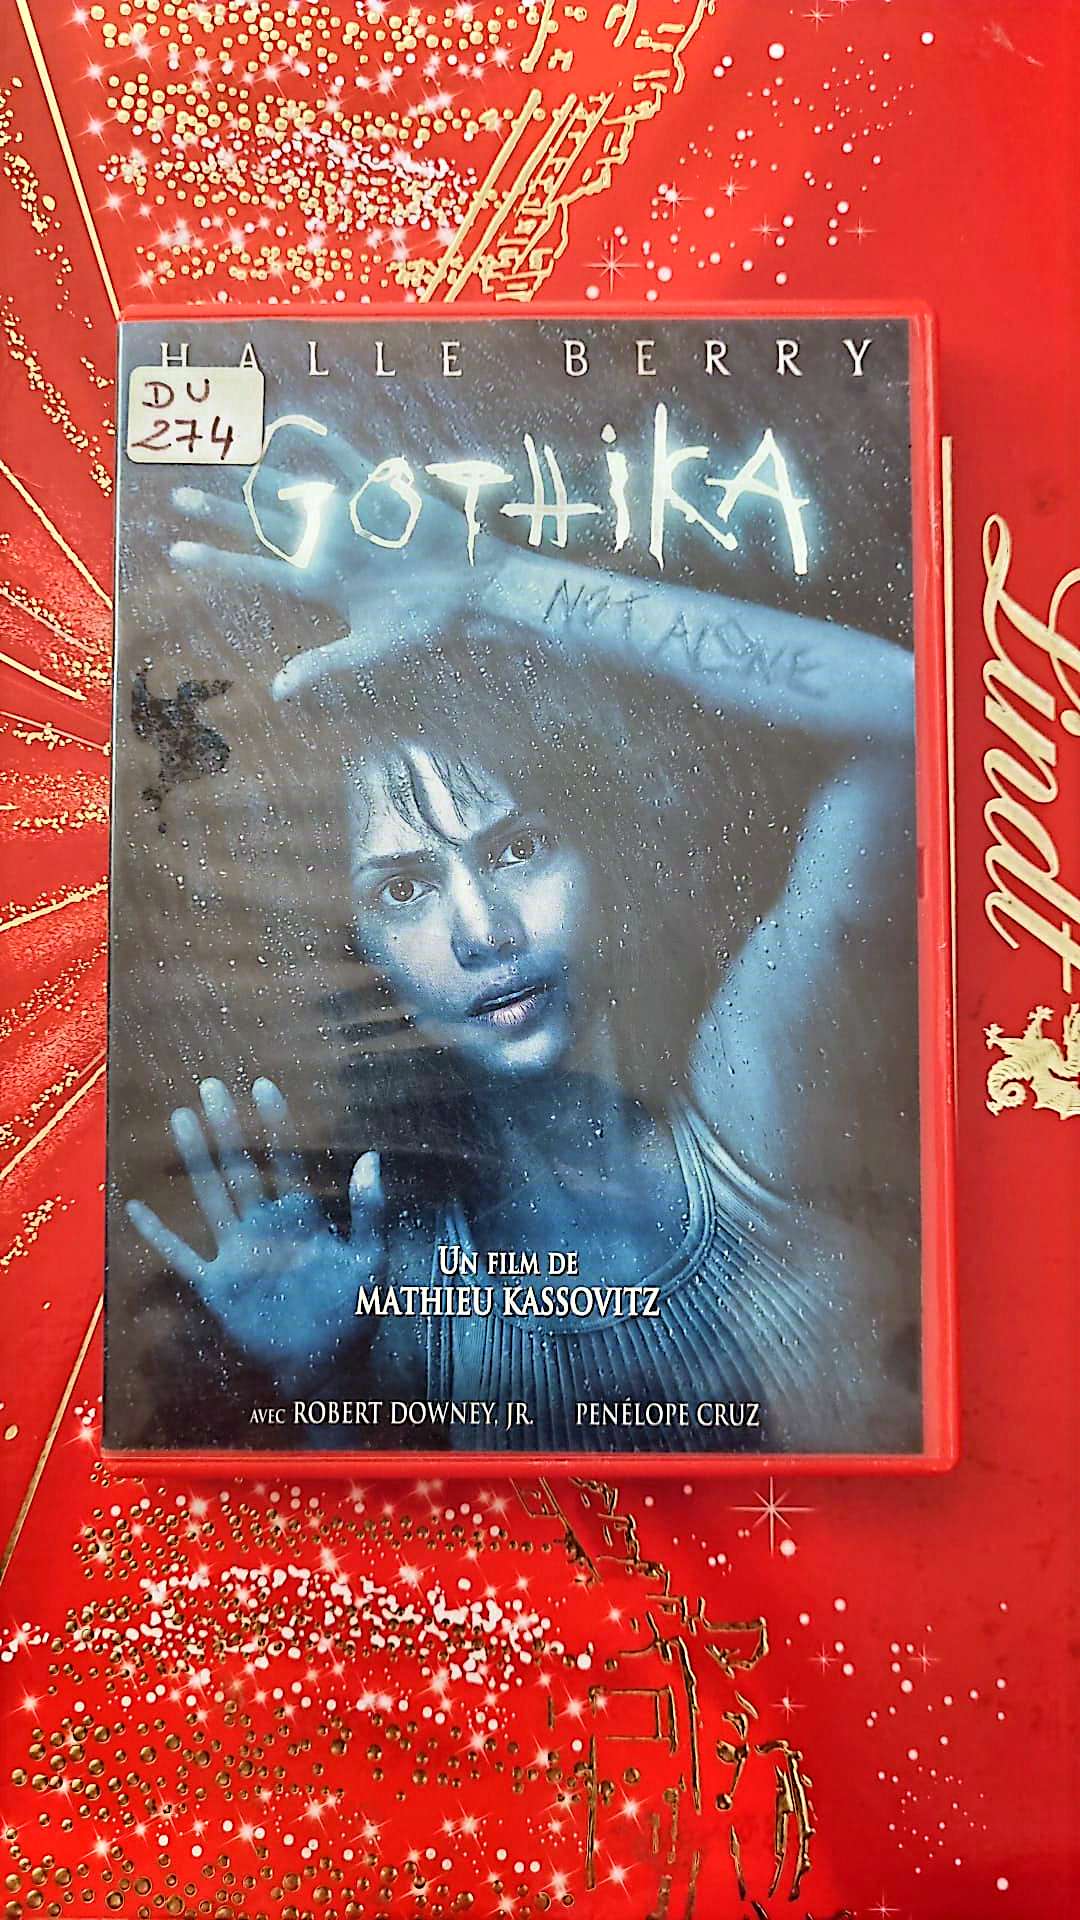 HALLE BERRY
DU
274
GOTHIKA
NOT ALONE
Lindt
UN FILM DE
MATHIEU KASSOVITZ
AVEC ROBERT DOWNEY, JR. PENÉLOPE CRUZ